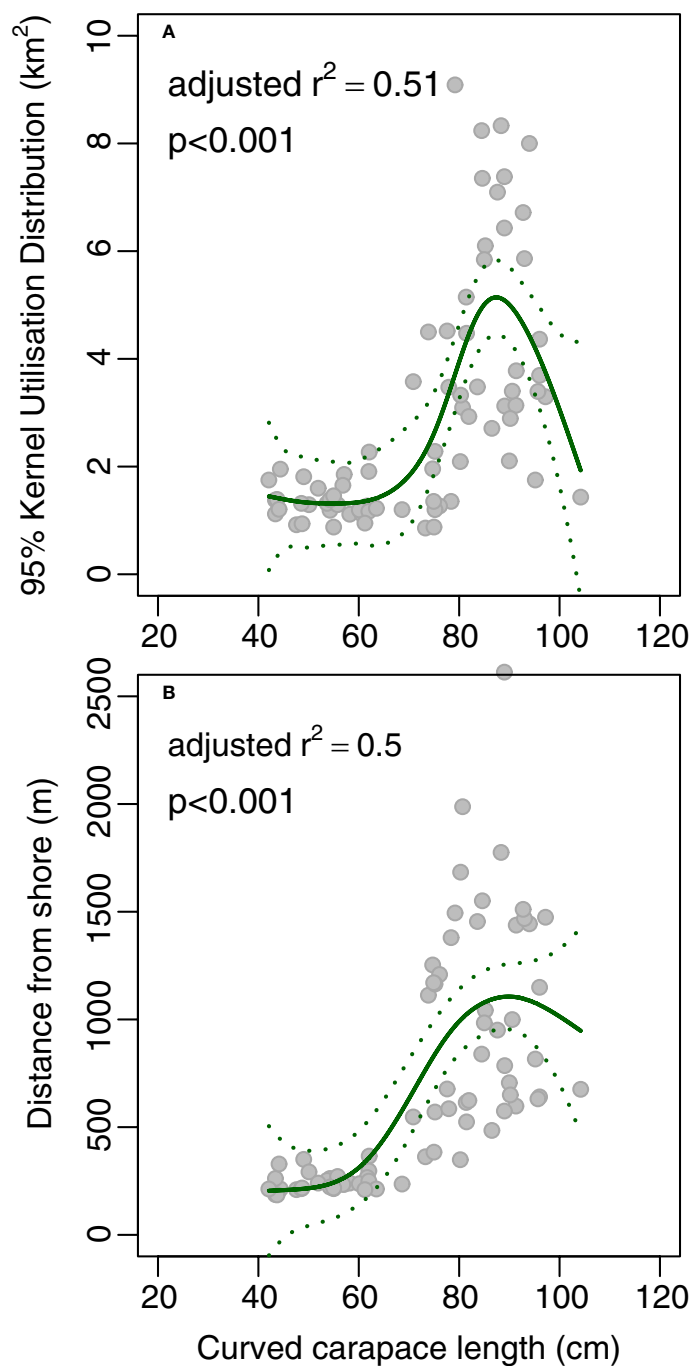 A
adjusted r² = 0.51
p<0.001
95% Kernel Utilisation Distribution (km²)
10
8
6
4
2
0
20 40 60 80 100 120
B
adjusted r² = 0.5
p<0.001
Distance from shore (m)
2500
2000
1500
1000
500
0
20 40 60 80 100 120
Curved carapace length (cm)